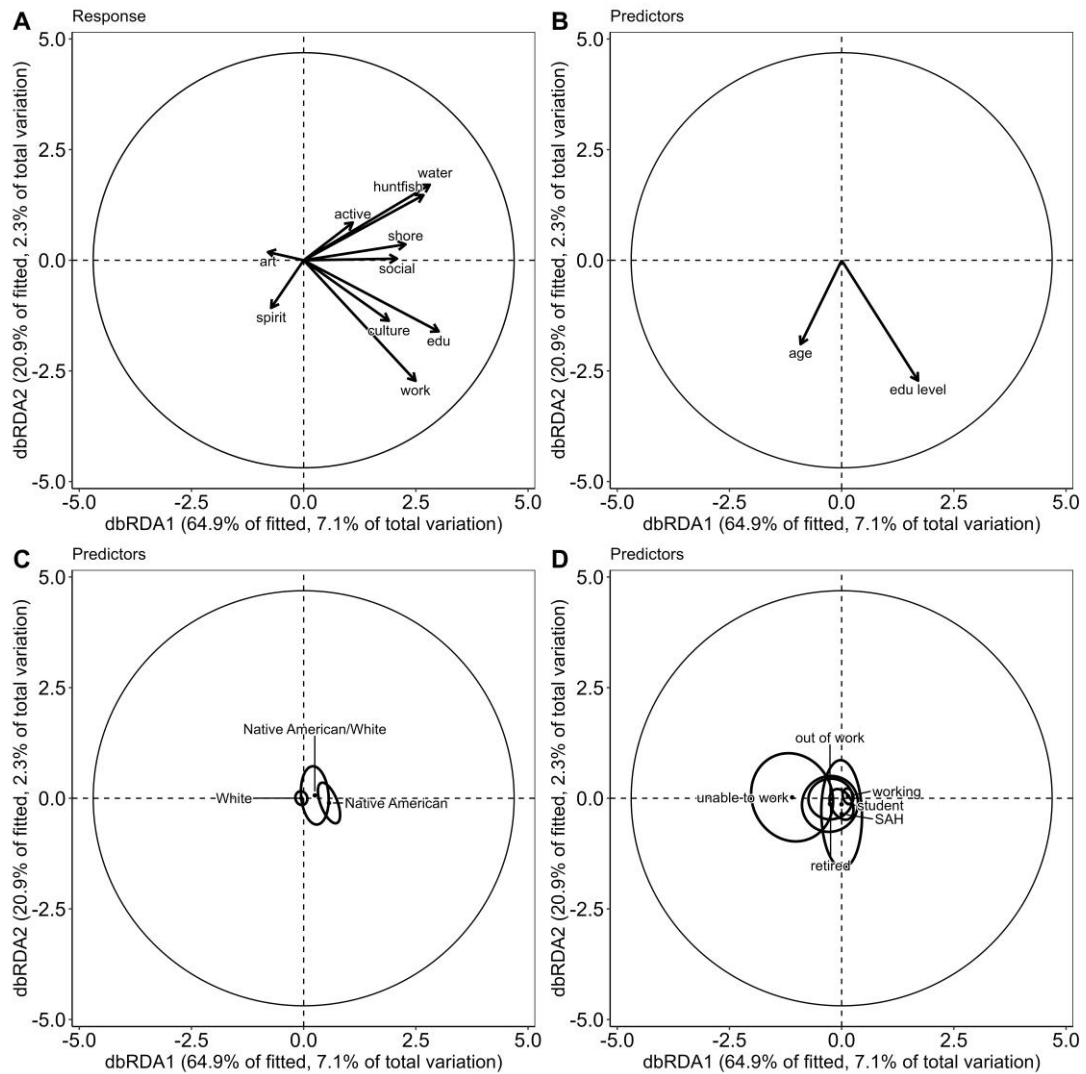 A Response
5.0
2.5
0.0
-2.5
-5.0
dbRDA2 (20.9% of fitted, 2.3% of total variation)
water
huntfish
active
shore
social
art
spirit
culture
edu
work
-5.0 -2.5 0.0 2.5 5.0
dbRDA1 (64.9% of fitted, 7.1% of total variation)
B Predictors
5.0
2.5
0.0
-2.5
-5.0
dbRDA2 (20.9% of fitted, 2.3% of total variation)
age
edu level
-5.0 -2.5 0.0 2.5 5.0
dbRDA1 (64.9% of fitted, 7.1% of total variation)
C Predictors
5.0
2.5
0.0
-2.5
-5.0
dbRDA2 (20.9% of fitted, 2.3% of total variation)
Native American/White
White
Native American
-5.0 -2.5 0.0 2.5 5.0
dbRDA1 (64.9% of fitted, 7.1% of total variation)
D Predictors
5.0
2.5
0.0
-2.5
-5.0
dbRDA2 (20.9% of fitted, 2.3% of total variation)
out of work
unable to work
working
student
SAH
retired
-5.0 -2.5 0.0 2.5 5.0
dbRDA1 (64.9% of fitted, 7.1% of total variation)